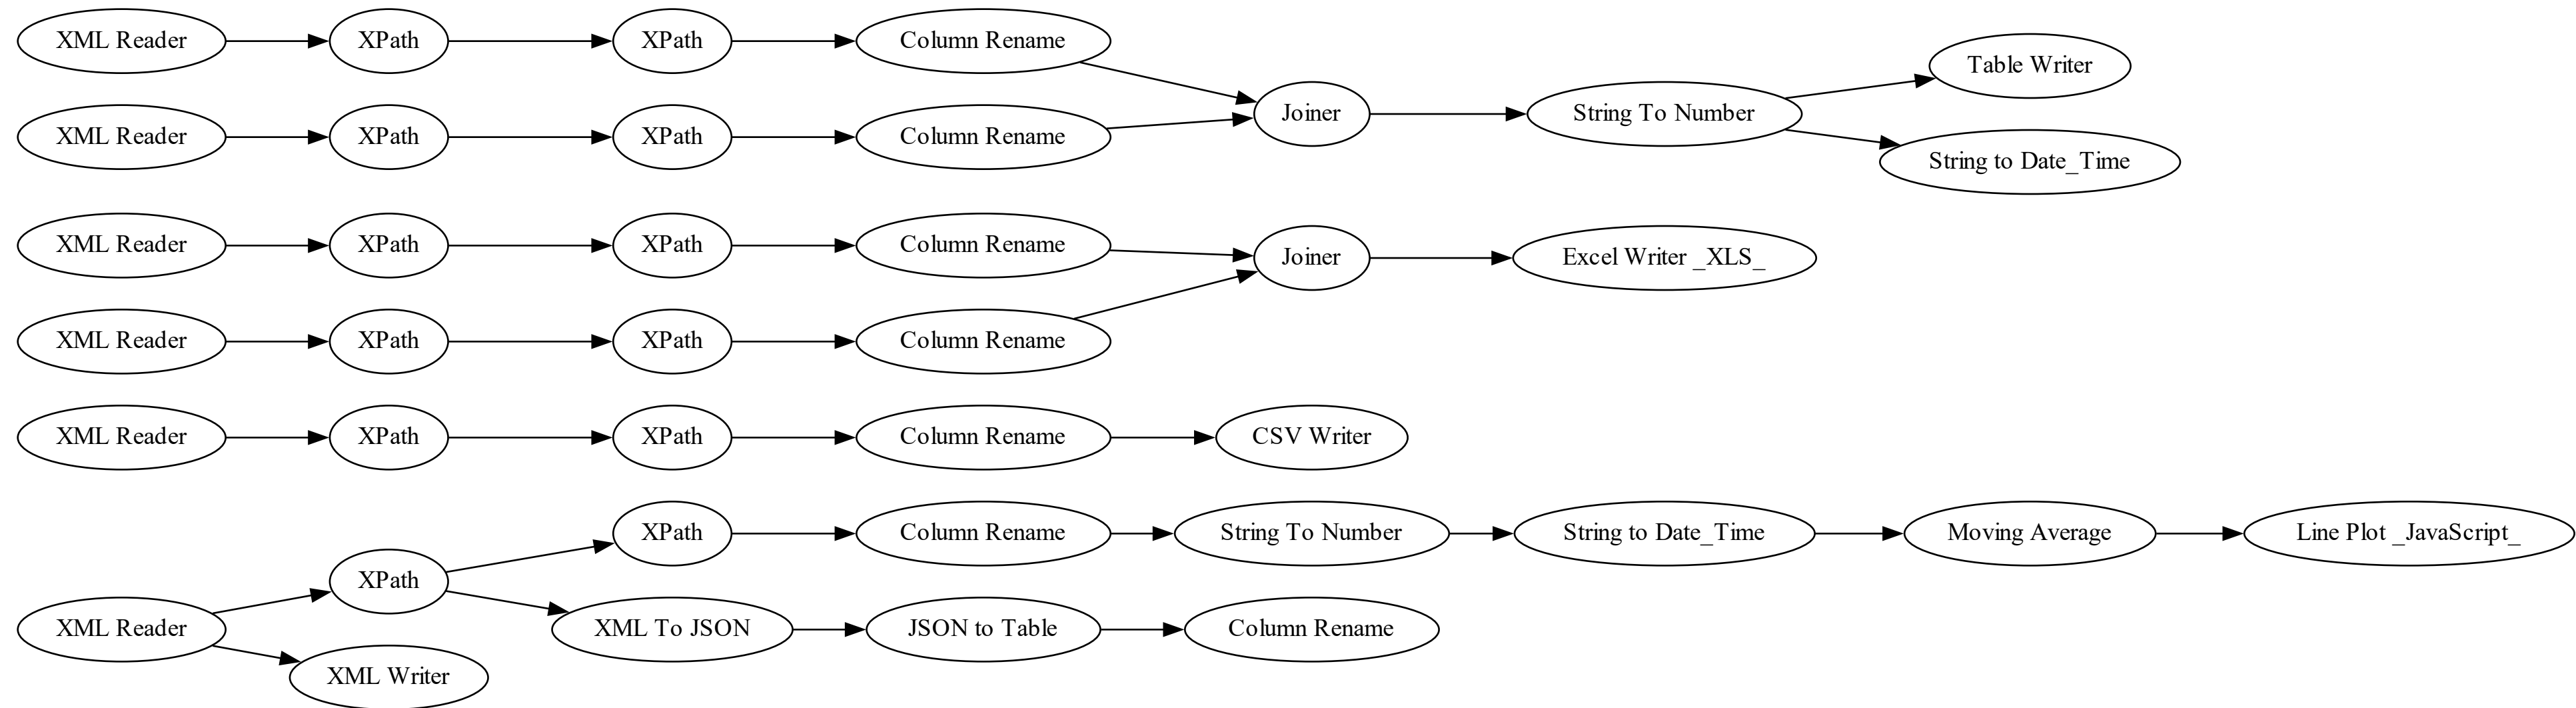 XML Reader
XPath
XPath
Column Rename
Table Writer
XML Reader
XPath
XPath
Column Rename
Joiner
String To Number
String to Date_Time
XML Reader
XPath
XPath
Column Rename
Joiner
Excel Writer _XLS_
XML Reader
XPath
XPath
Column Rename
XML Reader
XPath
XPath
Column Rename
CSV Writer
XPath
Column Rename
String To Number
String to Date_Time
Moving Average
Line Plot _JavaScript_
XPath
XML Reader
XML To JSON
JSON to Table
Column Rename
XML Writer